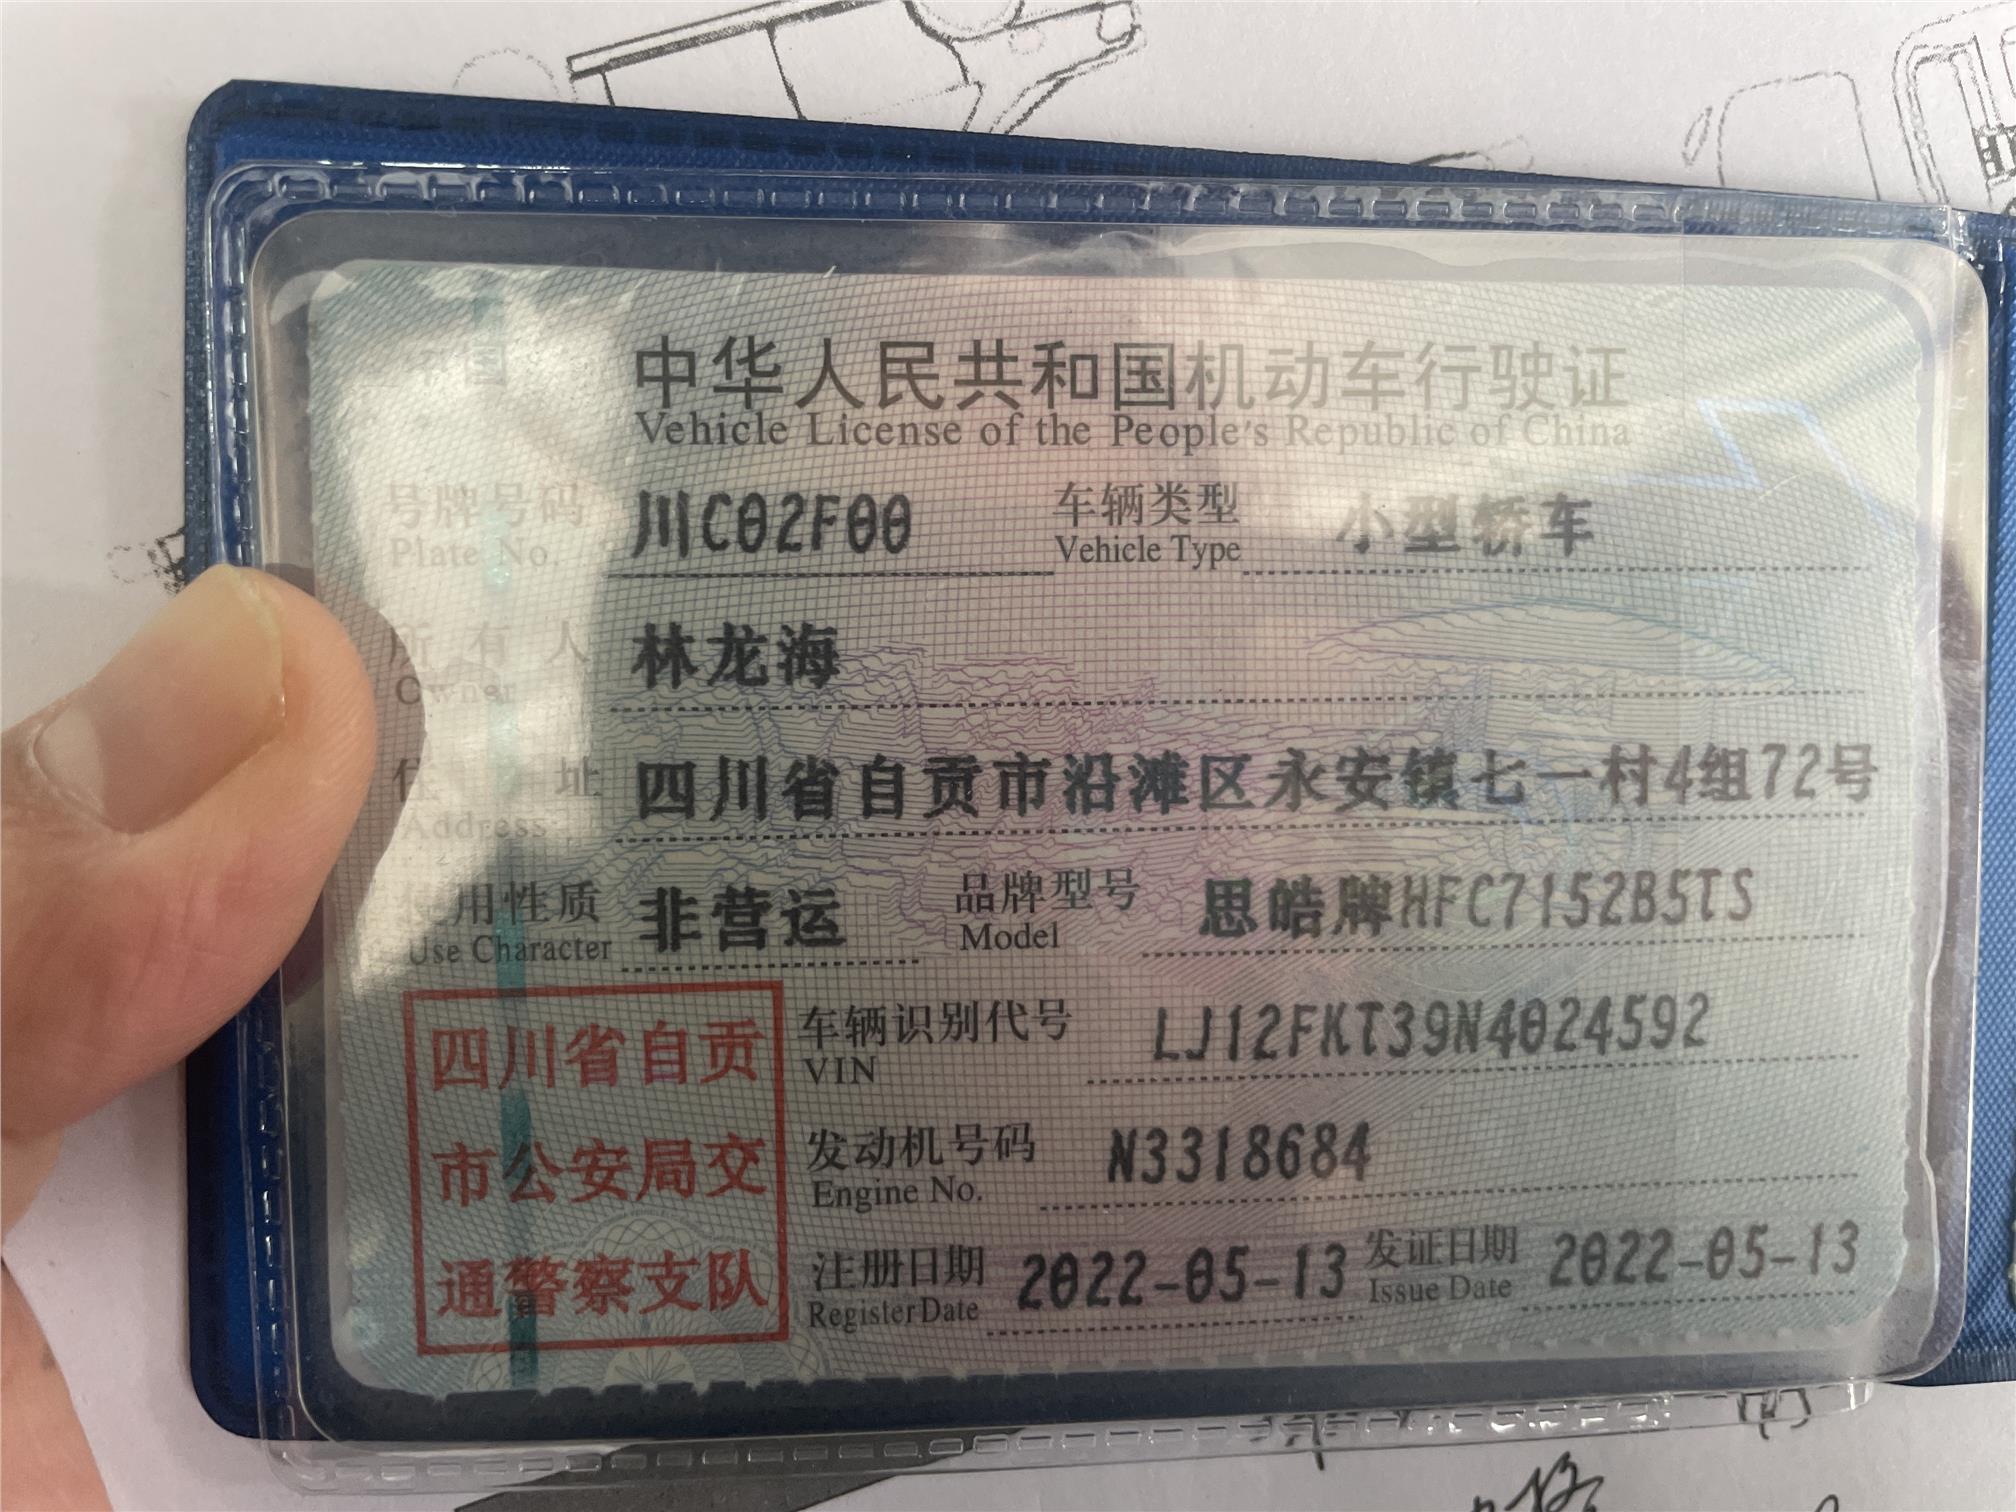 中华人民共和国机动车行驶证
Vehicle License of the People's Republic of China
号牌号码 川C02F00 车辆类型 小型轿车
Plate No. Vehicle Type
所有人 林龙海
Owner
住址 四川省自贡市沿滩区永安镇七一村4组72号
Address
使用性质 非营运 品牌型号 思皓牌HFC7152B5TS
Use Character Model
四川省自贡
市公安局交
通警察支队
车辆识别代号 LJ12FKT39N4024592
VIN
发动机号码 N3318684
Engine No.
注册日期 2022-05-13 发证日期 2022-05-13
Register Date Issue Date